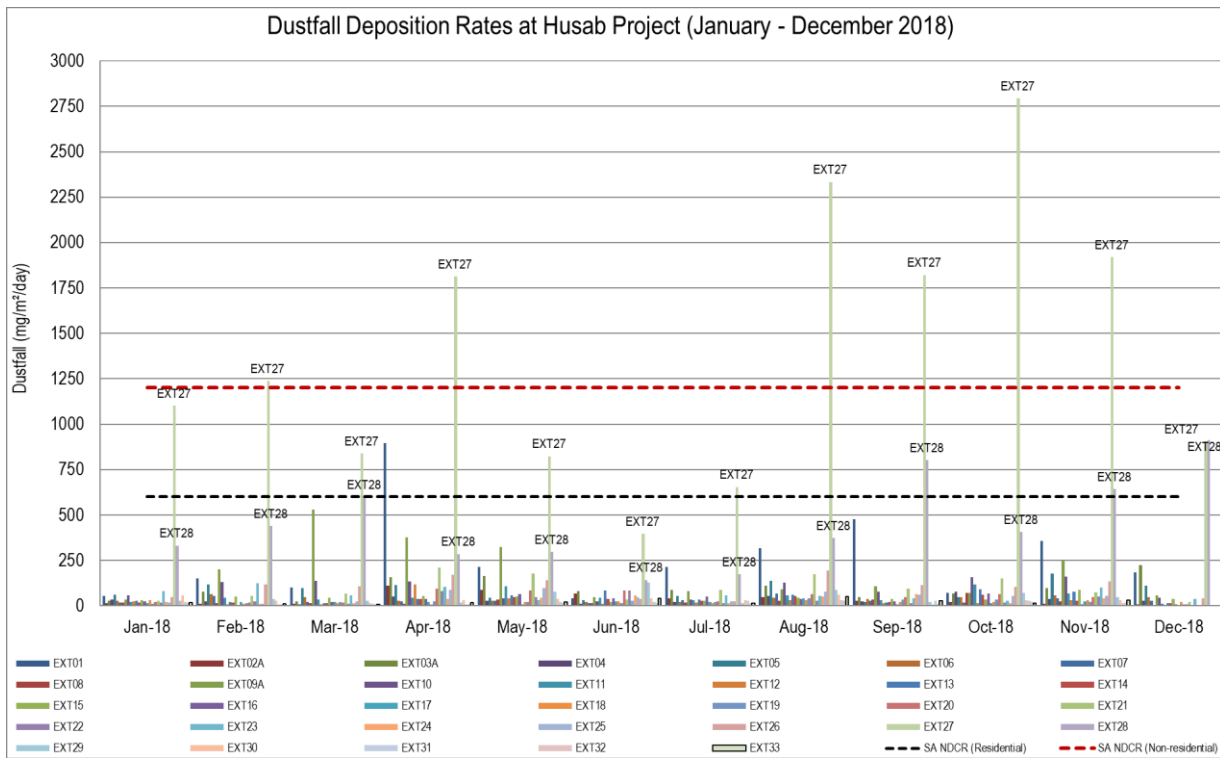 Dustfall Deposition Rates at Husab Project (January - December 2018)
Dustfall (mg/m²/day)
3000
2750
2500
2250
2000
1750
1500
1250
1000
750
500
250
0
EXT27
EXT28
EXT27
EXT28
EXT27
EXT28
EXT27
EXT28
EXT27
EXT28
EXT27
EXT28
EXT27
EXT28
EXT27
EXT28
EXT27
EXT28
EXT27
EXT28
EXT27
EXT28
EXT27
EXT28
Jan-18 Feb-18 Mar-18 Apr-18 May-18 Jun-18 Jul-18 Aug-18 Sep-18 Oct-18 Nov-18 Dec-18
EXT01 EXT02A EXT03A EXT04 EXT05 EXT06 EXT07
EXT08 EXT09A EXT10 EXT11 EXT12 EXT13 EXT14
EXT15 EXT16 EXT17 EXT18 EXT19 EXT20 EXT21
EXT22 EXT23 EXT24 EXT25 EXT26 EXT27 EXT28
EXT29 EXT30 EXT31 EXT32 EXT33 SA NDCR (Residential) SA NDCR (Non-residential)